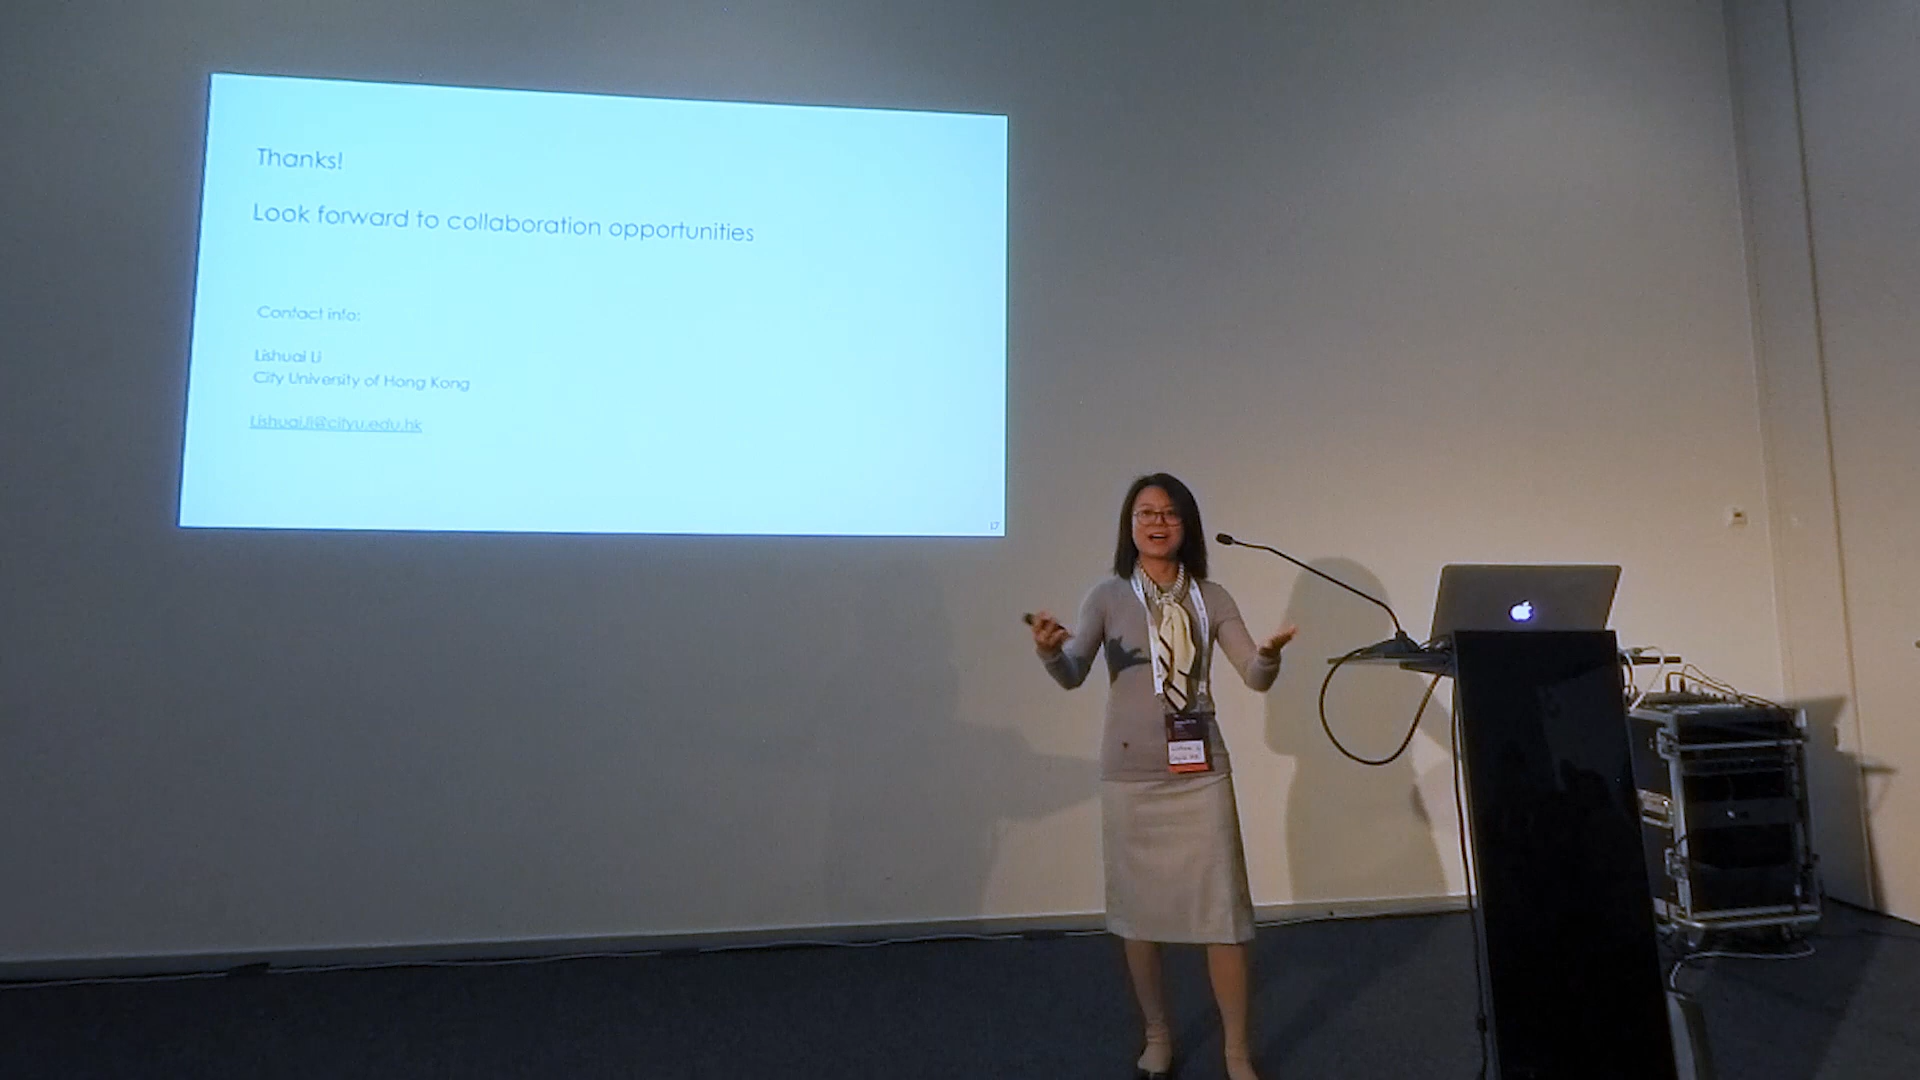 Thanks!
Look forward to collaboration opportunities
Contact info:
Lishuai Li
City University of Hong Kong
Lishuai.li@cityu.edu.hk
17